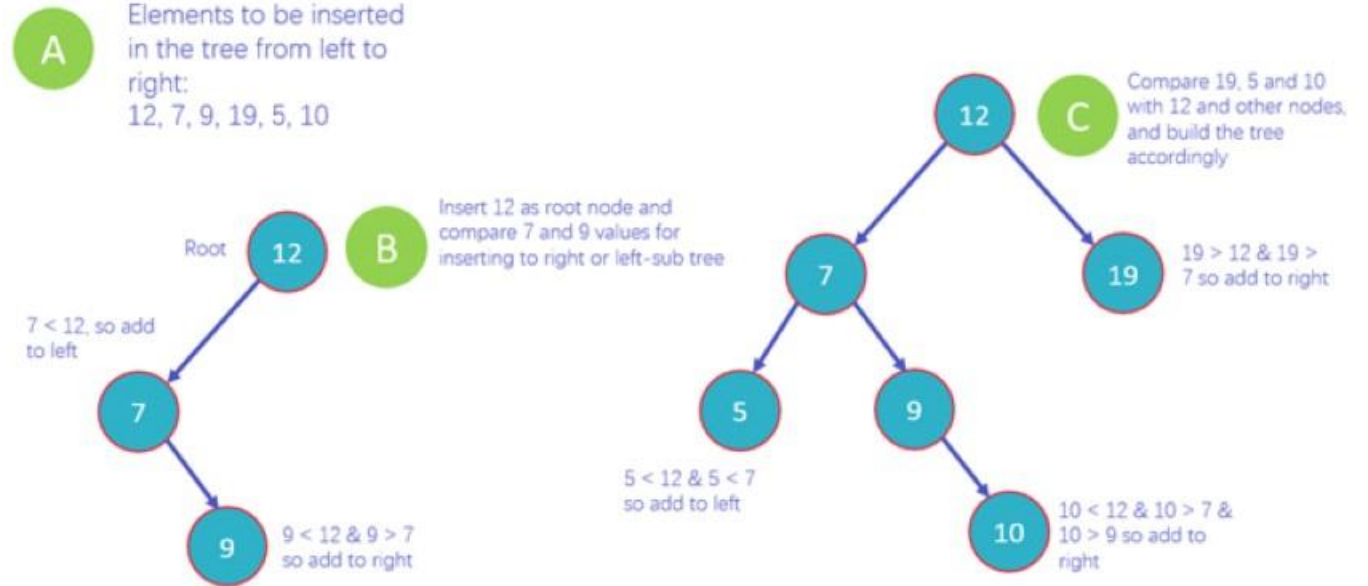 A
Elements to be inserted
in the tree from left to
right:
12, 7, 9, 19, 5, 10
Root
12
B
Insert 12 as root node and
compare 7 and 9 values for
inserting to right or left-sub tree
7 < 12, so add
to left
7
9
9 < 12 & 9 > 7
so add to right
12
C
Compare 19, 5 and 10
with 12 and other nodes,
and build the tree
accordingly
7
19
19 > 12 & 19 >
7 so add to right
5
9
5 < 12 & 5 < 7
so add to left
10
10 < 12 & 10 > 7 &
10 > 9 so add to
right